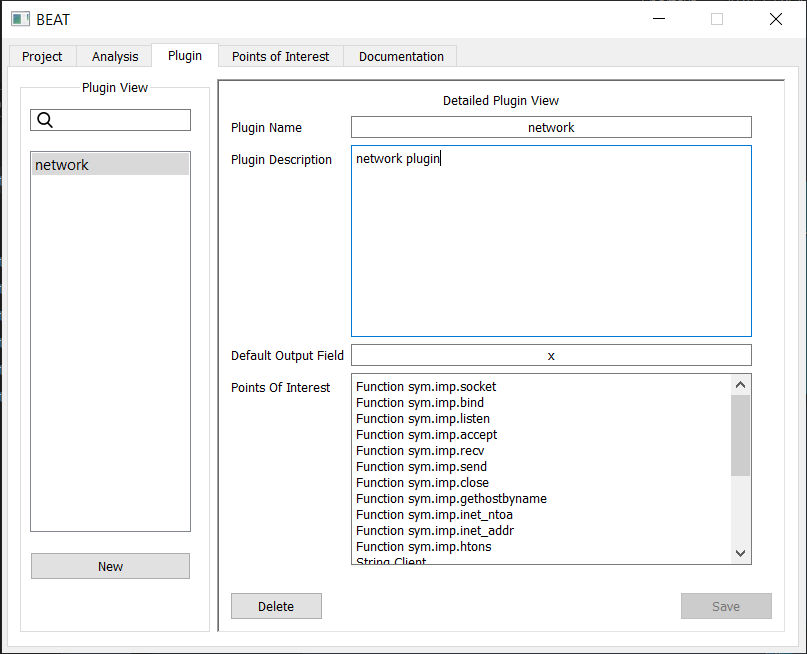 BEAT
Project Analysis Plugin Points of Interest Documentation
Plugin View
network
New
Detailed Plugin View
Plugin Name network
Plugin Description network plugin
Default Output Field x
Points Of Interest
Function sym.imp.socket
Function sym.imp.bind
Function sym.imp.listen
Function sym.imp.accept
Function sym.imp.recv
Function sym.imp.send
Function sym.imp.close
Function sym.imp.gethostbyname
Function sym.imp.inet_ntoa
Function sym.imp.inet_addr
Function sym.imp.htons
String Client
Delete Save